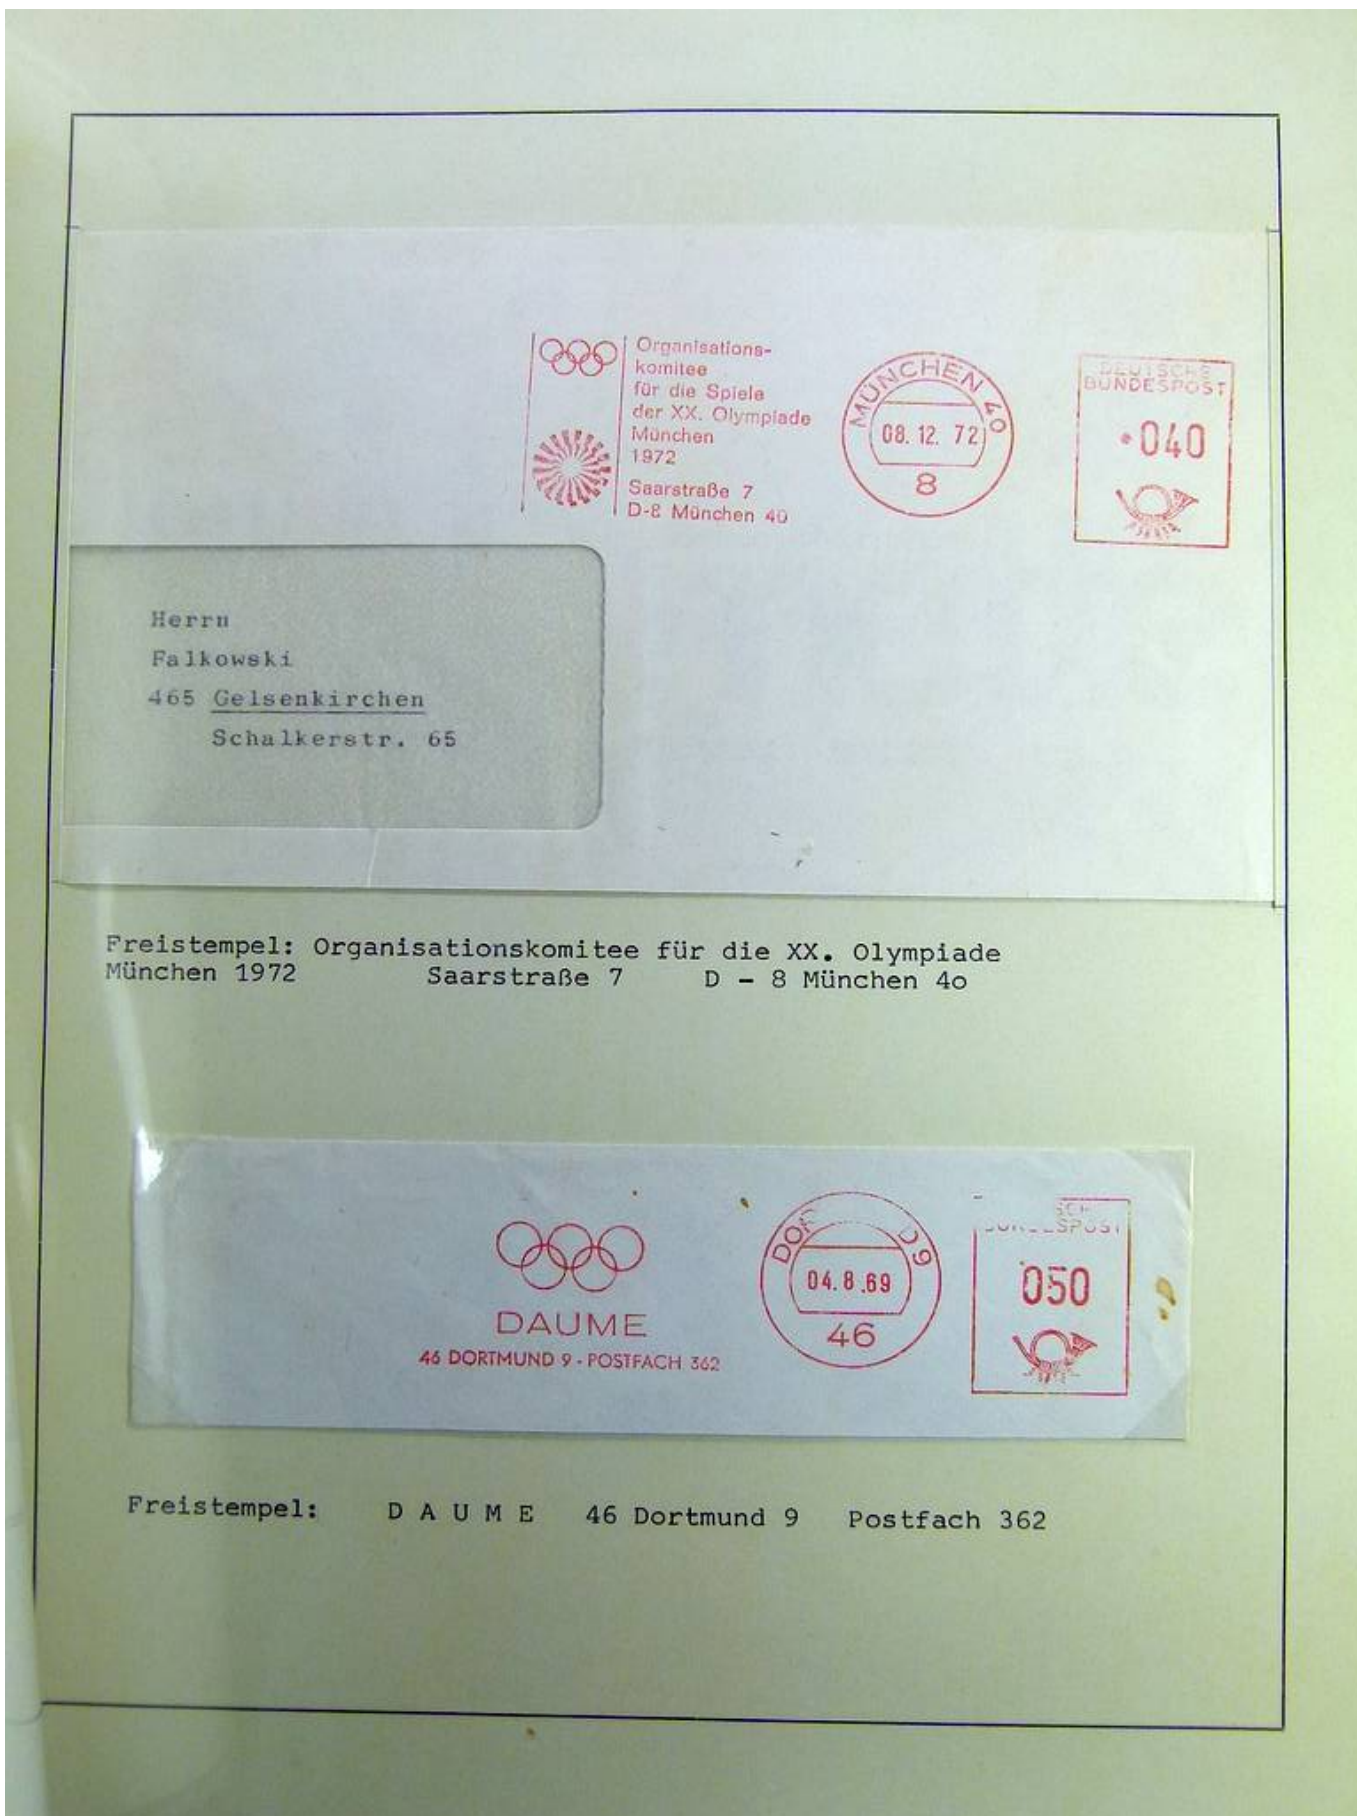 Organisations-
komitee
für die Spiele
der XX. Olympiade
München
1972
Saarstraße 7
D-8 München 40
MÜNCHEN 40
08. 12. 72
8
DEUTSCHE
BUNDESPOST
040
Herrn
Falkowski
465 Gelsenkirchen
Schalkerstr. 65
Freistempel: Organisationskomitee für die XX. Olympiade
München 1972 Saarstraße 7 D - 8 München 4o
DAUME
46 DORTMUND 9 - POSTFACH 362
04. 8 .69
46
050
Freistempel: D A U M E 46 Dortmund 9 Postfach 362